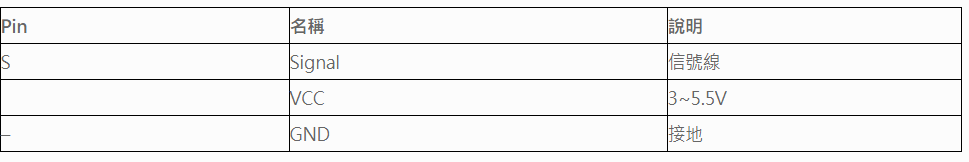 Pin 名稱 說明
S Signal 信號線
VCC 3~5.5V
– GND 接地